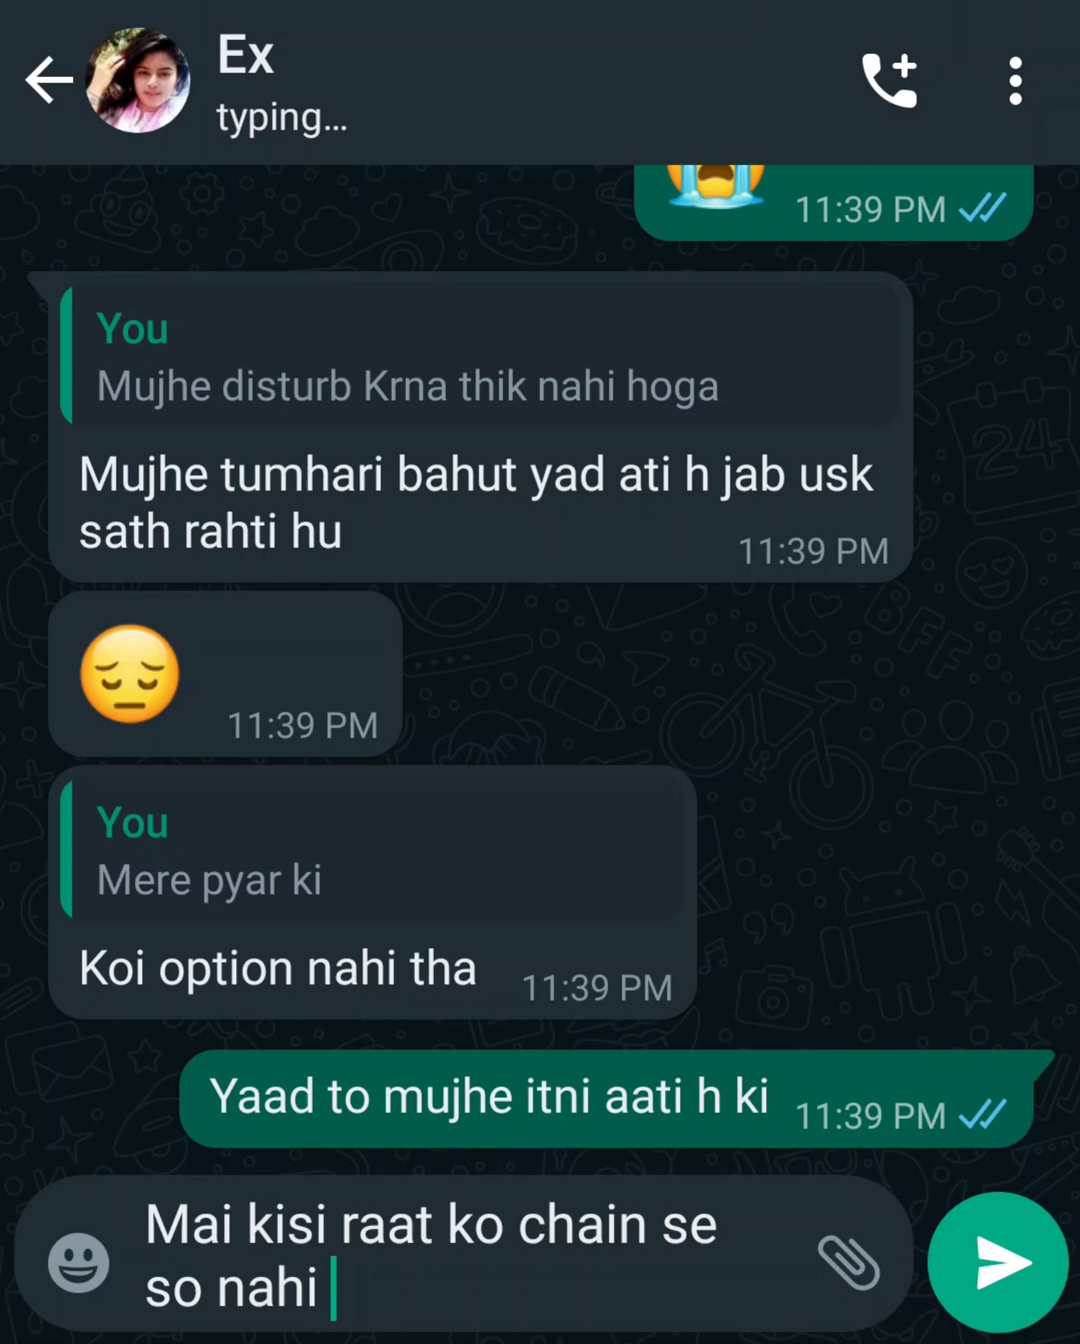 Ex
typing...
11:39 PM
You
Mujhe disturb Krna thik nahi hoga
Mujhe tumhari bahut yad ati h jab usk
sath rahti hu
11:39 PM
11:39 PM
You
Mere pyar ki
Koi option nahi tha
11:39 PM
Yaad to mujhe itni aati h ki
11:39 PM
Mai kisi raat ko chain se
so nahi